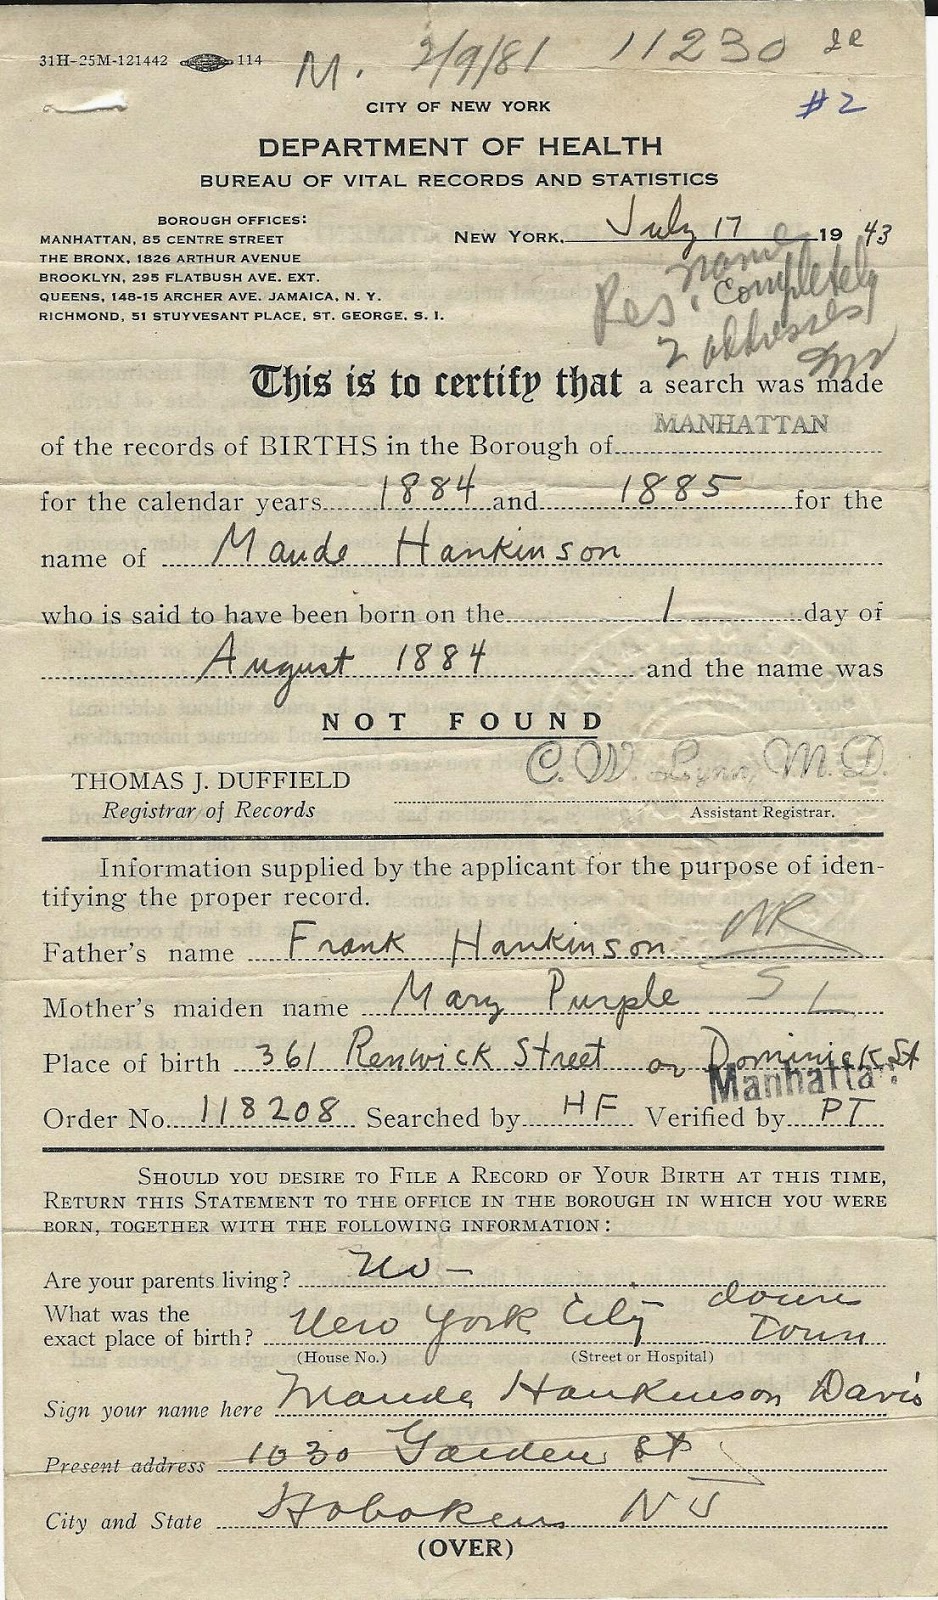 31H-25M-121442 114 M. 2/9/81 11230
#2
CITY OF NEW YORK
DEPARTMENT OF HEALTH
BUREAU OF VITAL RECORDS AND STATISTICS
BOROUGH OFFICES:
MANHATTAN, 85 CENTRE STREET
THE BRONX, 1826 ARTHUR AVENUE
BROOKLYN, 295 FLATBUSH AVE. EXT.
QUEENS, 148-15 ARCHER AVE. JAMAICA, N. Y.
RICHMOND, 51 STUYVESANT PLACE, ST. GEORGE, S. I.
NEW YORK, July 17 1943
Res. name
Completely
2 addresses
This is to certify that a search was made
MANHATTAN
of the records of BIRTHS in the Borough of
for the calendar years 1884 and 1885 for the
name of Maude Hankinson
who is said to have been born on the 1 day of
August 1884 and the name was
NOT FOUND
C. W. Lynn, M. D.
THOMAS J. DUFFIELD
Registrar of Records Assistant Registrar.
Information supplied by the applicant for the purpose of iden-
tifying the proper record.
Father's name Frank Hankinson NR
Mother's maiden name Mary Purple
Place of birth 361 Renwick Street or Dominick St
Manhattan
Order No. 118208 Searched by HF Verified by PT
SHOULD YOU DESIRE TO FILE A RECORD OF YOUR BIRTH AT THIS TIME,
RETURN THIS STATEMENT TO THE OFFICE IN THE BOROUGH IN WHICH YOU WERE
BORN, TOGETHER WITH THE FOLLOWING INFORMATION:
Are your parents living? No -
What was the
exact place of birth? New York City down Town
(House No.) (Street or Hospital)
Sign your name here Maude Hankinson Davis
Present address 1030 Garden St
City and State Hoboken N J
(OVER)